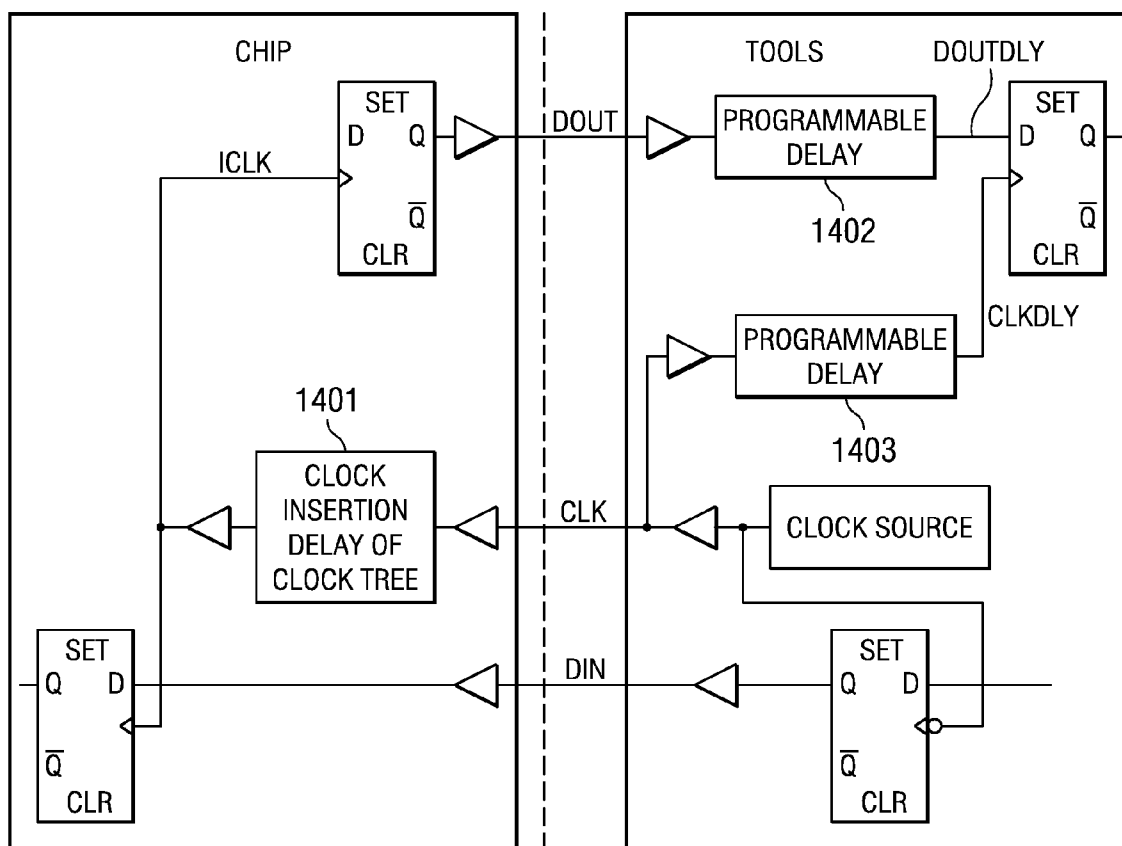 CHIP
TOOLS
DOUTDLY
SET
D Q
Q̅
CLR
ICLK
DOUT
PROGRAMMABLE
DELAY
1402
SET
D Q
Q̅
CLR
CLKDLY
PROGRAMMABLE
DELAY
1403
1401
CLOCK
INSERTION
DELAY OF
CLOCK TREE
CLK
CLOCK SOURCE
SET
Q D
Q̅
CLR
DIN
SET
Q D
Q̅
CLR